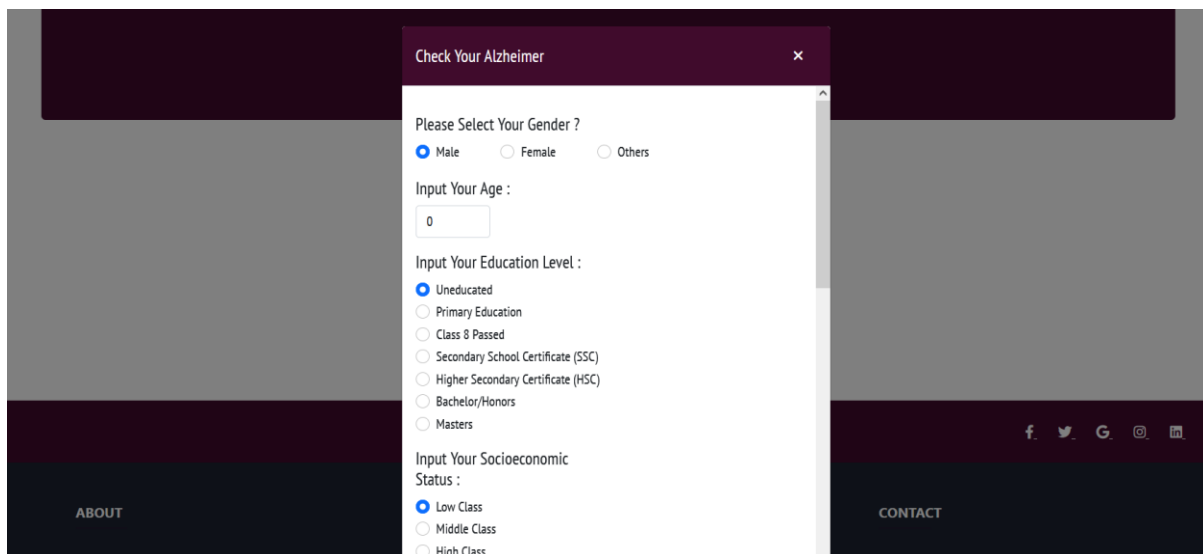 Check Your Alzheimer ×
Please Select Your Gender ?
Male Female Others
Input Your Age :
0
Input Your Education Level :
Uneducated
Primary Education
Class 8 Passed
Secondary School Certificate (SSC)
Higher Secondary Certificate (HSC)
Bachelor/Honors
Masters
Input Your Socioeconomic
Status :
Low Class
Middle Class
High Class
ABOUT
CONTACT